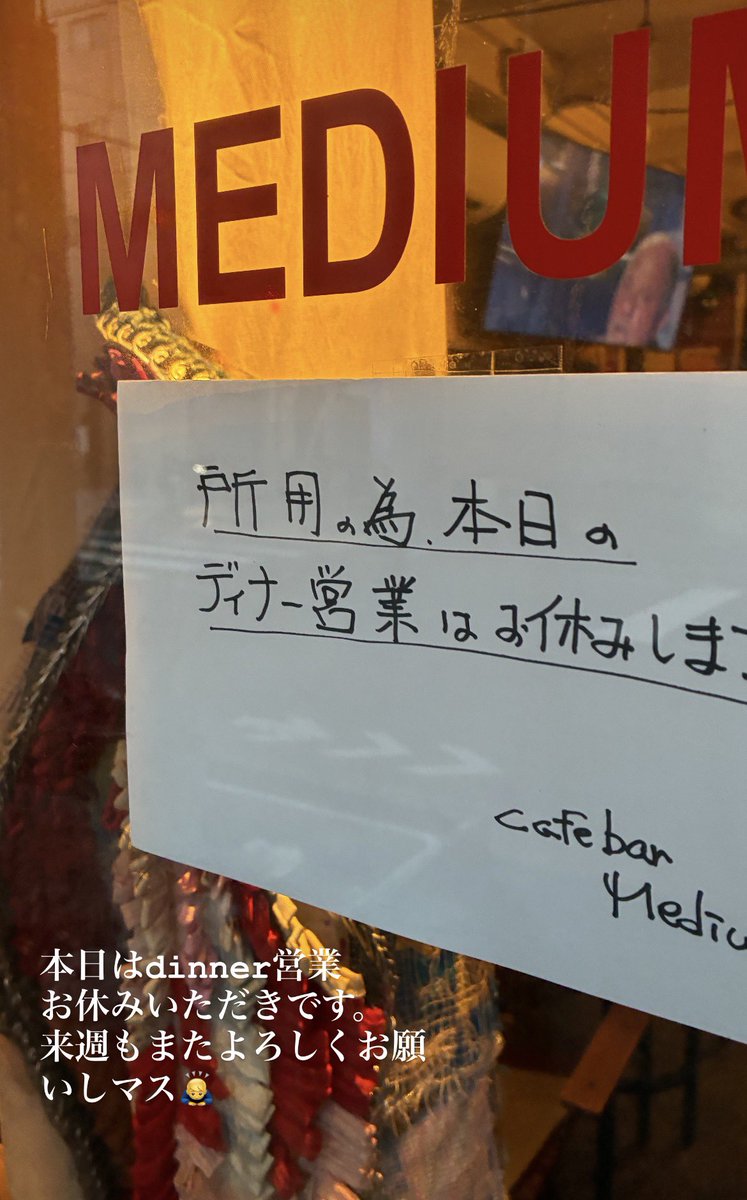 MEDIUM
所用の為、本日の
ディナー営業はお休みします
cafe bar
Mediu
本日はdinner営業
お休みいただきです。
来週もまたよろしくお願
いしマス🙇